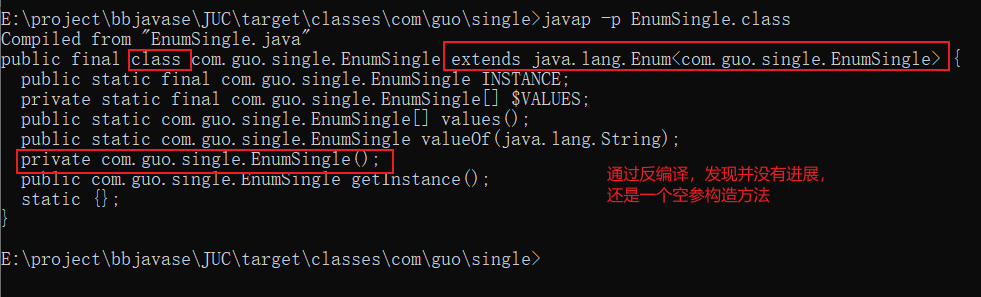 E:\project\bbjavase\JUC\target\classes\com\guo\single>javap -p EnumSingle.class
Compiled from "EnumSingle.java"
public final class com.guo.single.EnumSingle extends java.lang.Enum<com.guo.single.EnumSingle> {
  public static final com.guo.single.EnumSingle INSTANCE;
  private static final com.guo.single.EnumSingle[] $VALUES;
  public static com.guo.single.EnumSingle[] values();
  public static com.guo.single.EnumSingle valueOf(java.lang.String);
  private com.guo.single.EnumSingle();
  public com.guo.single.EnumSingle getInstance();
  static {};
}
通过反编译，发现并没有进展，
还是一个空参构造方法
E:\project\bbjavase\JUC\target\classes\com\guo\single>